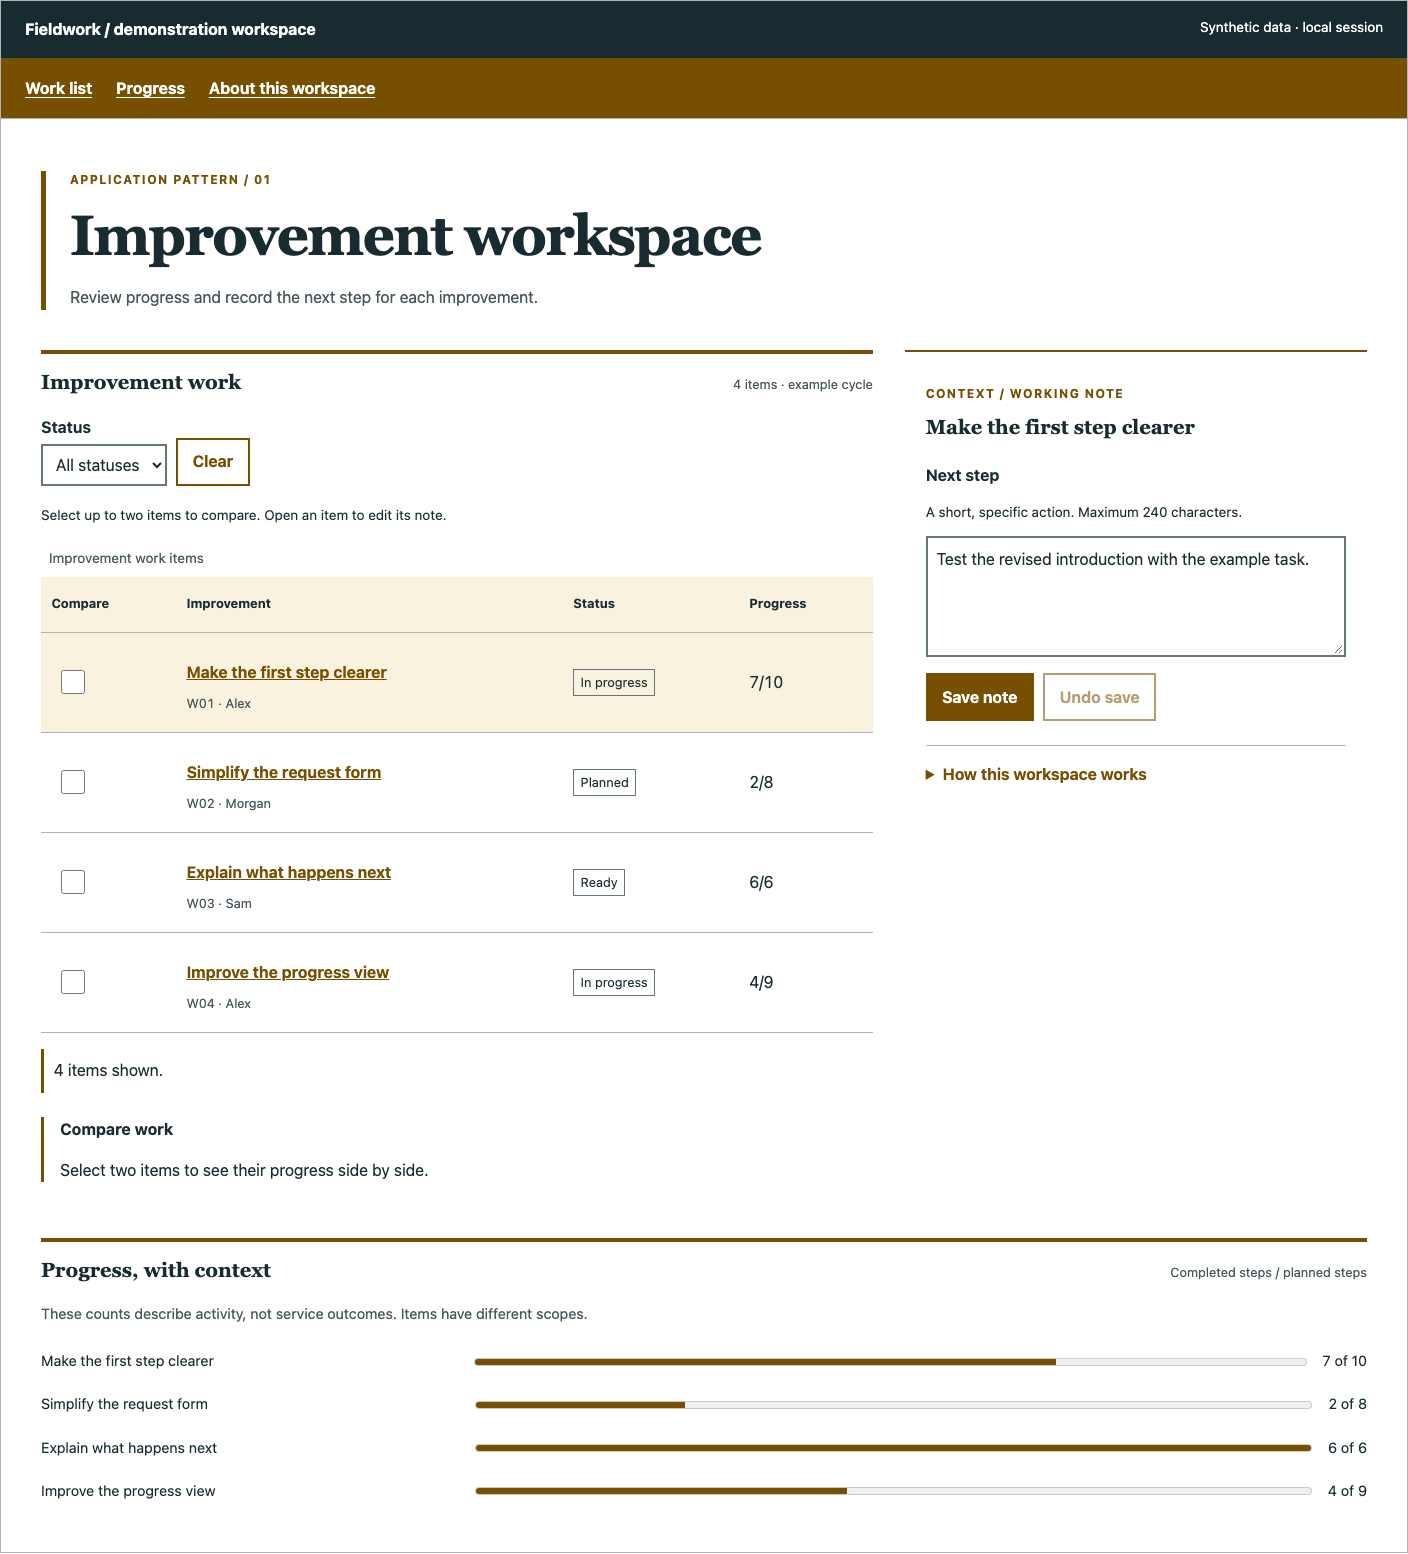 Fieldwork / demonstration workspace
Synthetic data · local session
Work list
Progress
About this workspace
APPLICATION PATTERN / 01
Improvement workspace
Review progress and record the next step for each improvement.
Improvement work
4 items · example cycle
Status
All statuses
Clear
Select up to two items to compare. Open an item to edit its note.
Improvement work items
Compare
Improvement
Status
Progress
Make the first step clearer
W01 · Alex
In progress
7/10
Simplify the request form
W02 · Morgan
Planned
2/8
Explain what happens next
W03 · Sam
Ready
6/6
Improve the progress view
W04 · Alex
In progress
4/9
4 items shown.
Compare work
Select two items to see their progress side by side.
CONTEXT / WORKING NOTE
Make the first step clearer
Next step
A short, specific action. Maximum 240 characters.
Test the revised introduction with the example task.
Save note
Undo save
How this workspace works
Progress, with context
Completed steps / planned steps
These counts describe activity, not service outcomes. Items have different scopes.
Make the first step clearer
7 of 10
Simplify the request form
2 of 8
Explain what happens next
6 of 6
Improve the progress view
4 of 9